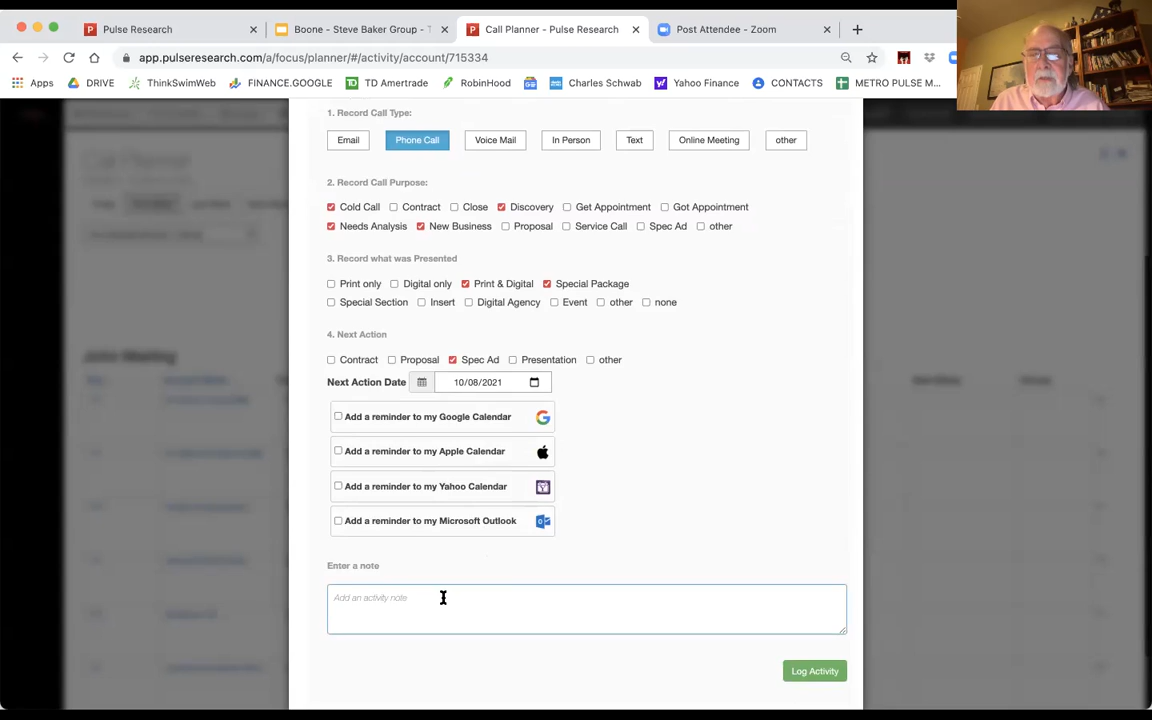 Pulse Research
Boone - Steve Baker Group - T
Call Planner - Pulse Research
Post Attendee - Zoom
app.pulseresearch.com/a/focus/planner/#/activity/account/715334
Apps
DRIVE
ThinkSwimWeb
FINANCE.GOOGLE
TD Amertrade
RobinHood
Charles Schwab
Yahoo Finance
CONTACTS
METRO PULSE M...
1. Record Call Type:
Email
Phone Call
Voice Mail
In Person
Text
Online Meeting
other
2. Record Call Purpose:
Cold Call Contract Close Discovery Get Appointment Got Appointment
Needs Analysis New Business Proposal Service Call Spec Ad other
3. Record what was Presented
Print only Digital only Print & Digital Special Package
Special Section Insert Digital Agency Event other none
4. Next Action
Contract Proposal Spec Ad Presentation other
Next Action Date 10/08/2021
Add a reminder to my Google Calendar
Add a reminder to my Apple Calendar
Add a reminder to my Yahoo Calendar
Add a reminder to my Microsoft Outlook
Enter a note
Add an activity note
Log Activity